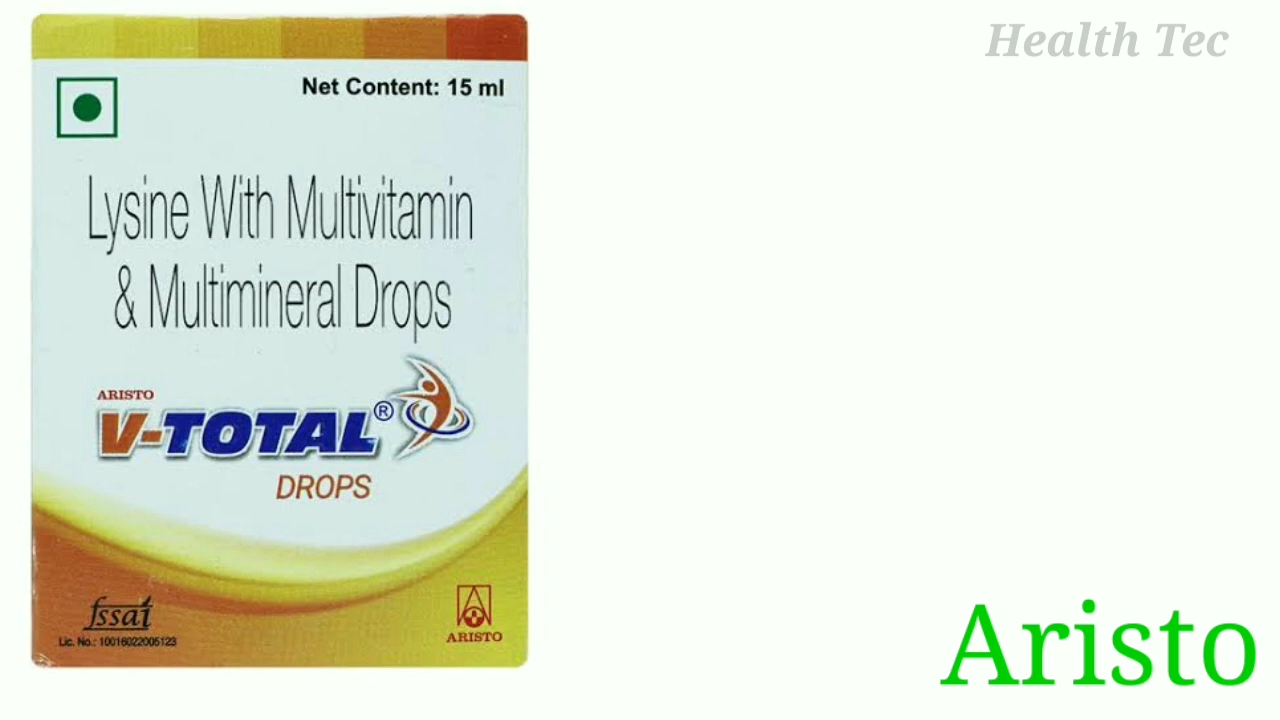 Health Tec
Net Content: 15 ml
Lysine With Multivitamin
& Multimineral Drops
ARISTO
V-TOTAL®
DROPS
fssai
Lic. No.: 10016022005123
ARISTO
Aristo